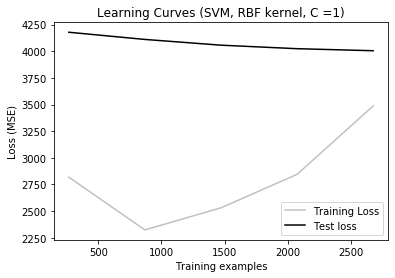 Learning Curves (SVM, RBF kernel, C =1)
Loss (MSE)
4250
4000
3750
3500
3250
3000
2750
2500
2250
500
1000
1500
2000
2500
Training examples
Training Loss
Test loss